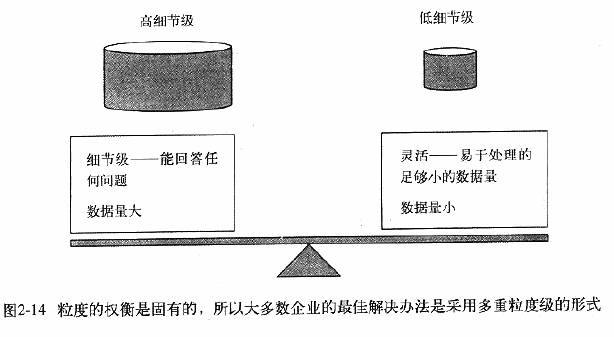 高细节级
低细节级
细节级——能回答任
何问题
数据量大
灵活——易于处理的
足够小的数据量
数据量小
图2-14 粒度的权衡是固有的，所以大多数企业的最佳解决办法是采用多重粒度级的形式